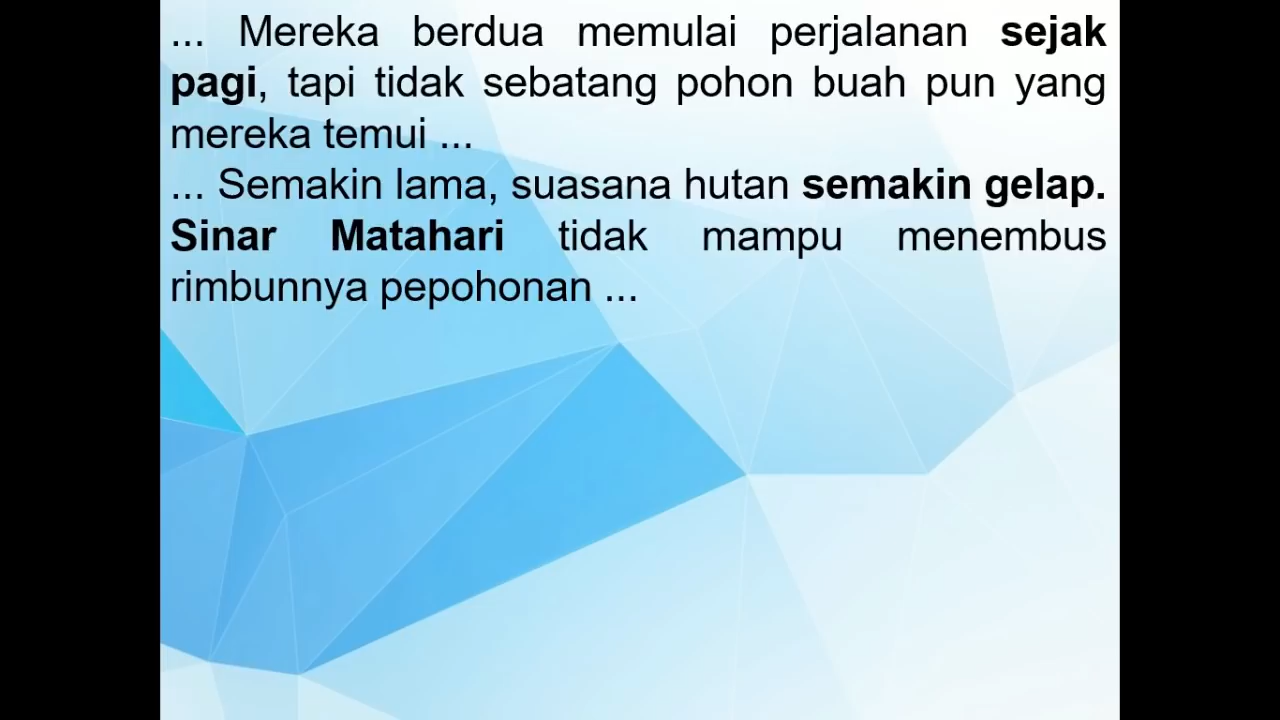 ... Mereka berdua memulai perjalanan sejak
pagi, tapi tidak sebatang pohon buah pun yang
mereka temui ...
... Semakin lama, suasana hutan semakin gelap.
Sinar Matahari tidak mampu menembus
rimbunnya pepohonan ...